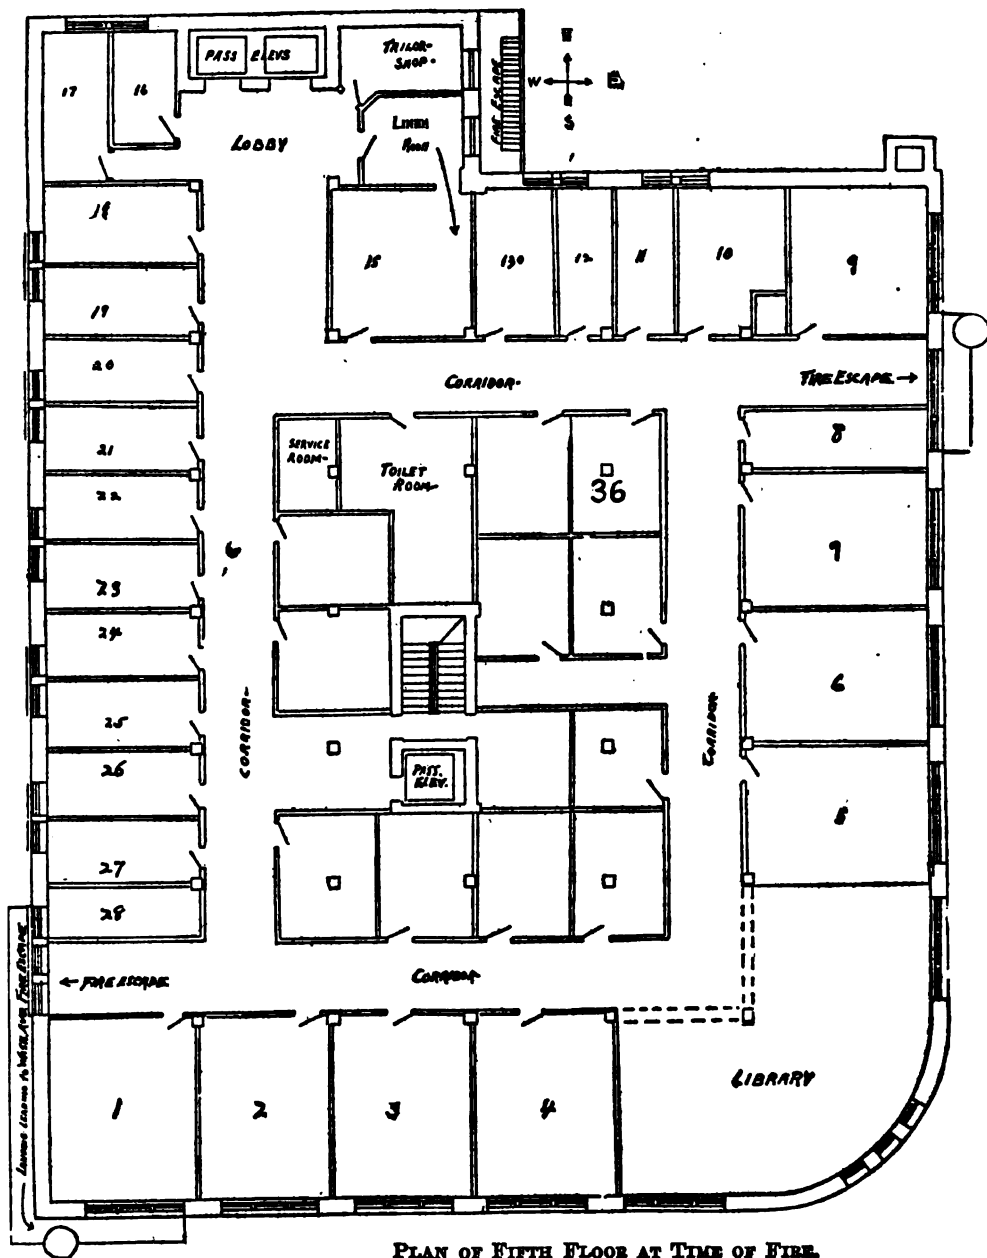 PASS ELEVS
TAILOR-
SHOP-
FIRE ESCAPE
N
W
E
S
17
16
LOBBY
LINEN
ROOM
18
15
130
12
11
10
9
19
20
CORRIDOR-
FIRE ESCAPE →
8
21
SERVICE
ROOM-
TOILET
ROOM-
36
22
7
23
24
6
CORRIDOR-
CORRIDOR
25
PASS.
ELEV.
26
5
27
28
← FIRE ESCAPE
CORRIDOR
LIBRARY
1
2
3
4
PLAN OF FIFTH FLOOR AT TIME OF FIRE.